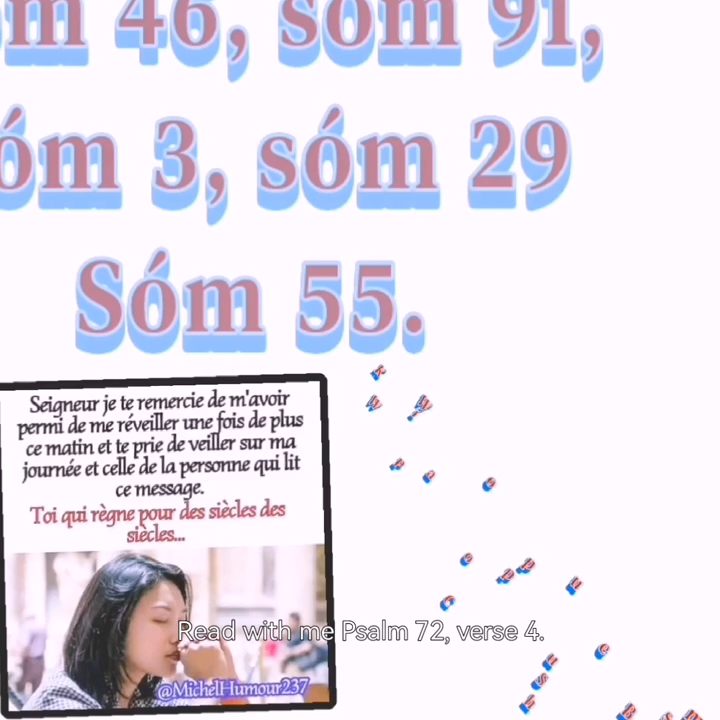 m 46, sóm 91,
óm 3, sóm 29
Sóm 55.
Seigneur je te remercie de m'avoir
permi de me réveiller une fois de plus
ce matin et te prie de veiller sur ma
journée et celle de la personne qui lit
ce message.
Toi qui règne pour des siècles des
siècles...
Read with me Psalm 72, verse 4.
@MichelHumour237